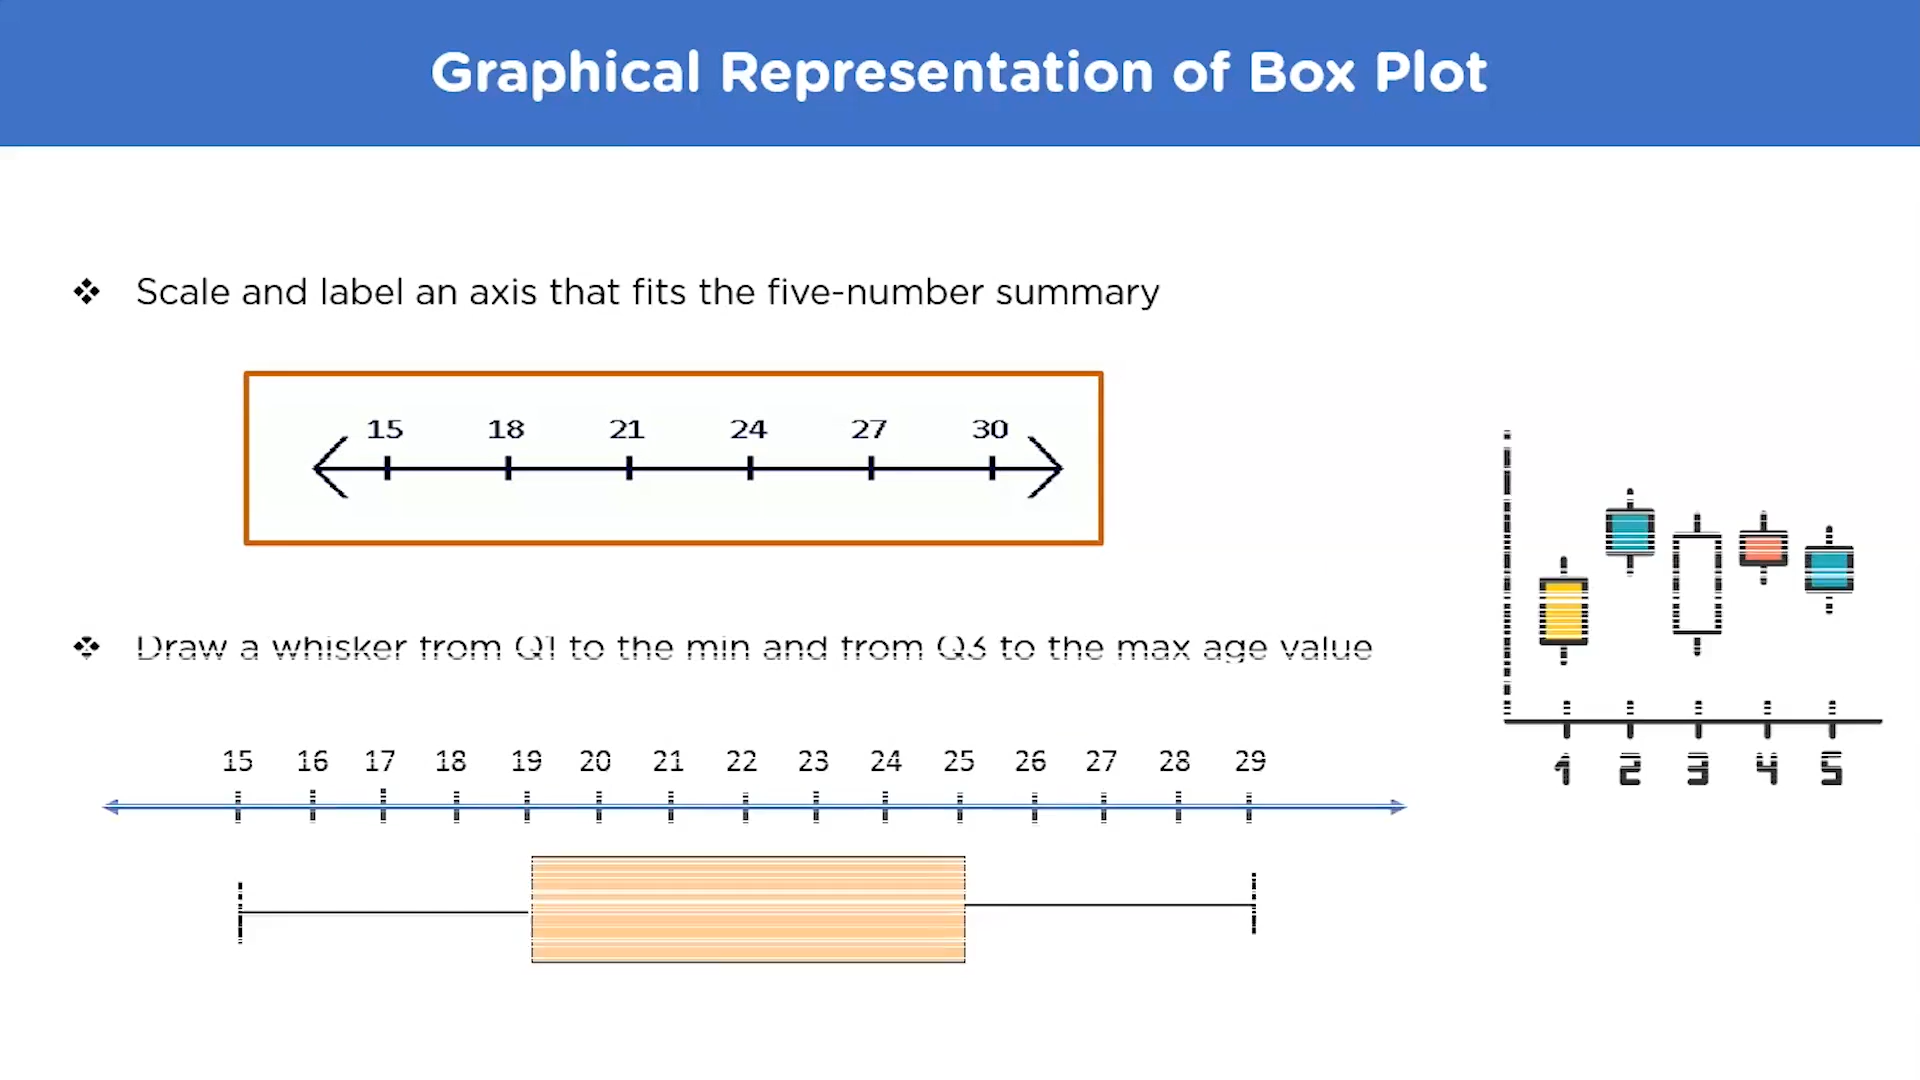 Graphical Representation of Box Plot
❖ Scale and label an axis that fits the five-number summary
15 18 21 24 27 30
❖ Draw a whisker from Q1 to the min and from Q3 to the max age value
15 16 17 18 19 20 21 22 23 24 25 26 27 28 29
1 2 3 4 5